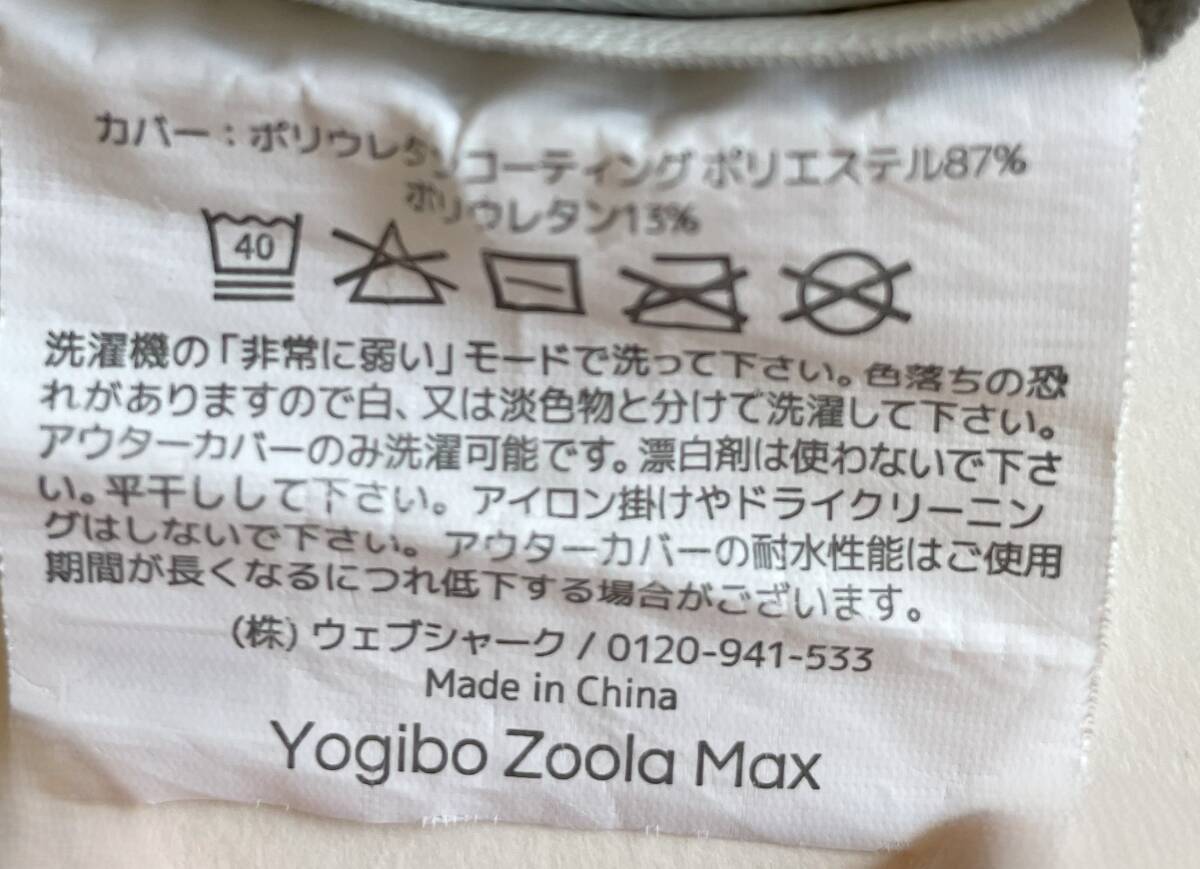 カバー：ポリウレタンコーティング ポリエステル87%
ポリウレタン13%
40
洗濯機の「非常に弱い」モードで洗って下さい。色落ちの恐
れがありますので白、又は淡色物と分けて洗濯して下さい。
アウターカバーのみ洗濯可能です。漂白剤は使わないで下さ
い。平干しして下さい。アイロン掛けやドライクリーニン
グはしないで下さい。アウターカバーの耐水性能はご使用
期間が長くなるにつれ低下する場合がございます。
(株) ウェブシャーク / 0120-941-533
Made in China
Yogibo Zoola Max